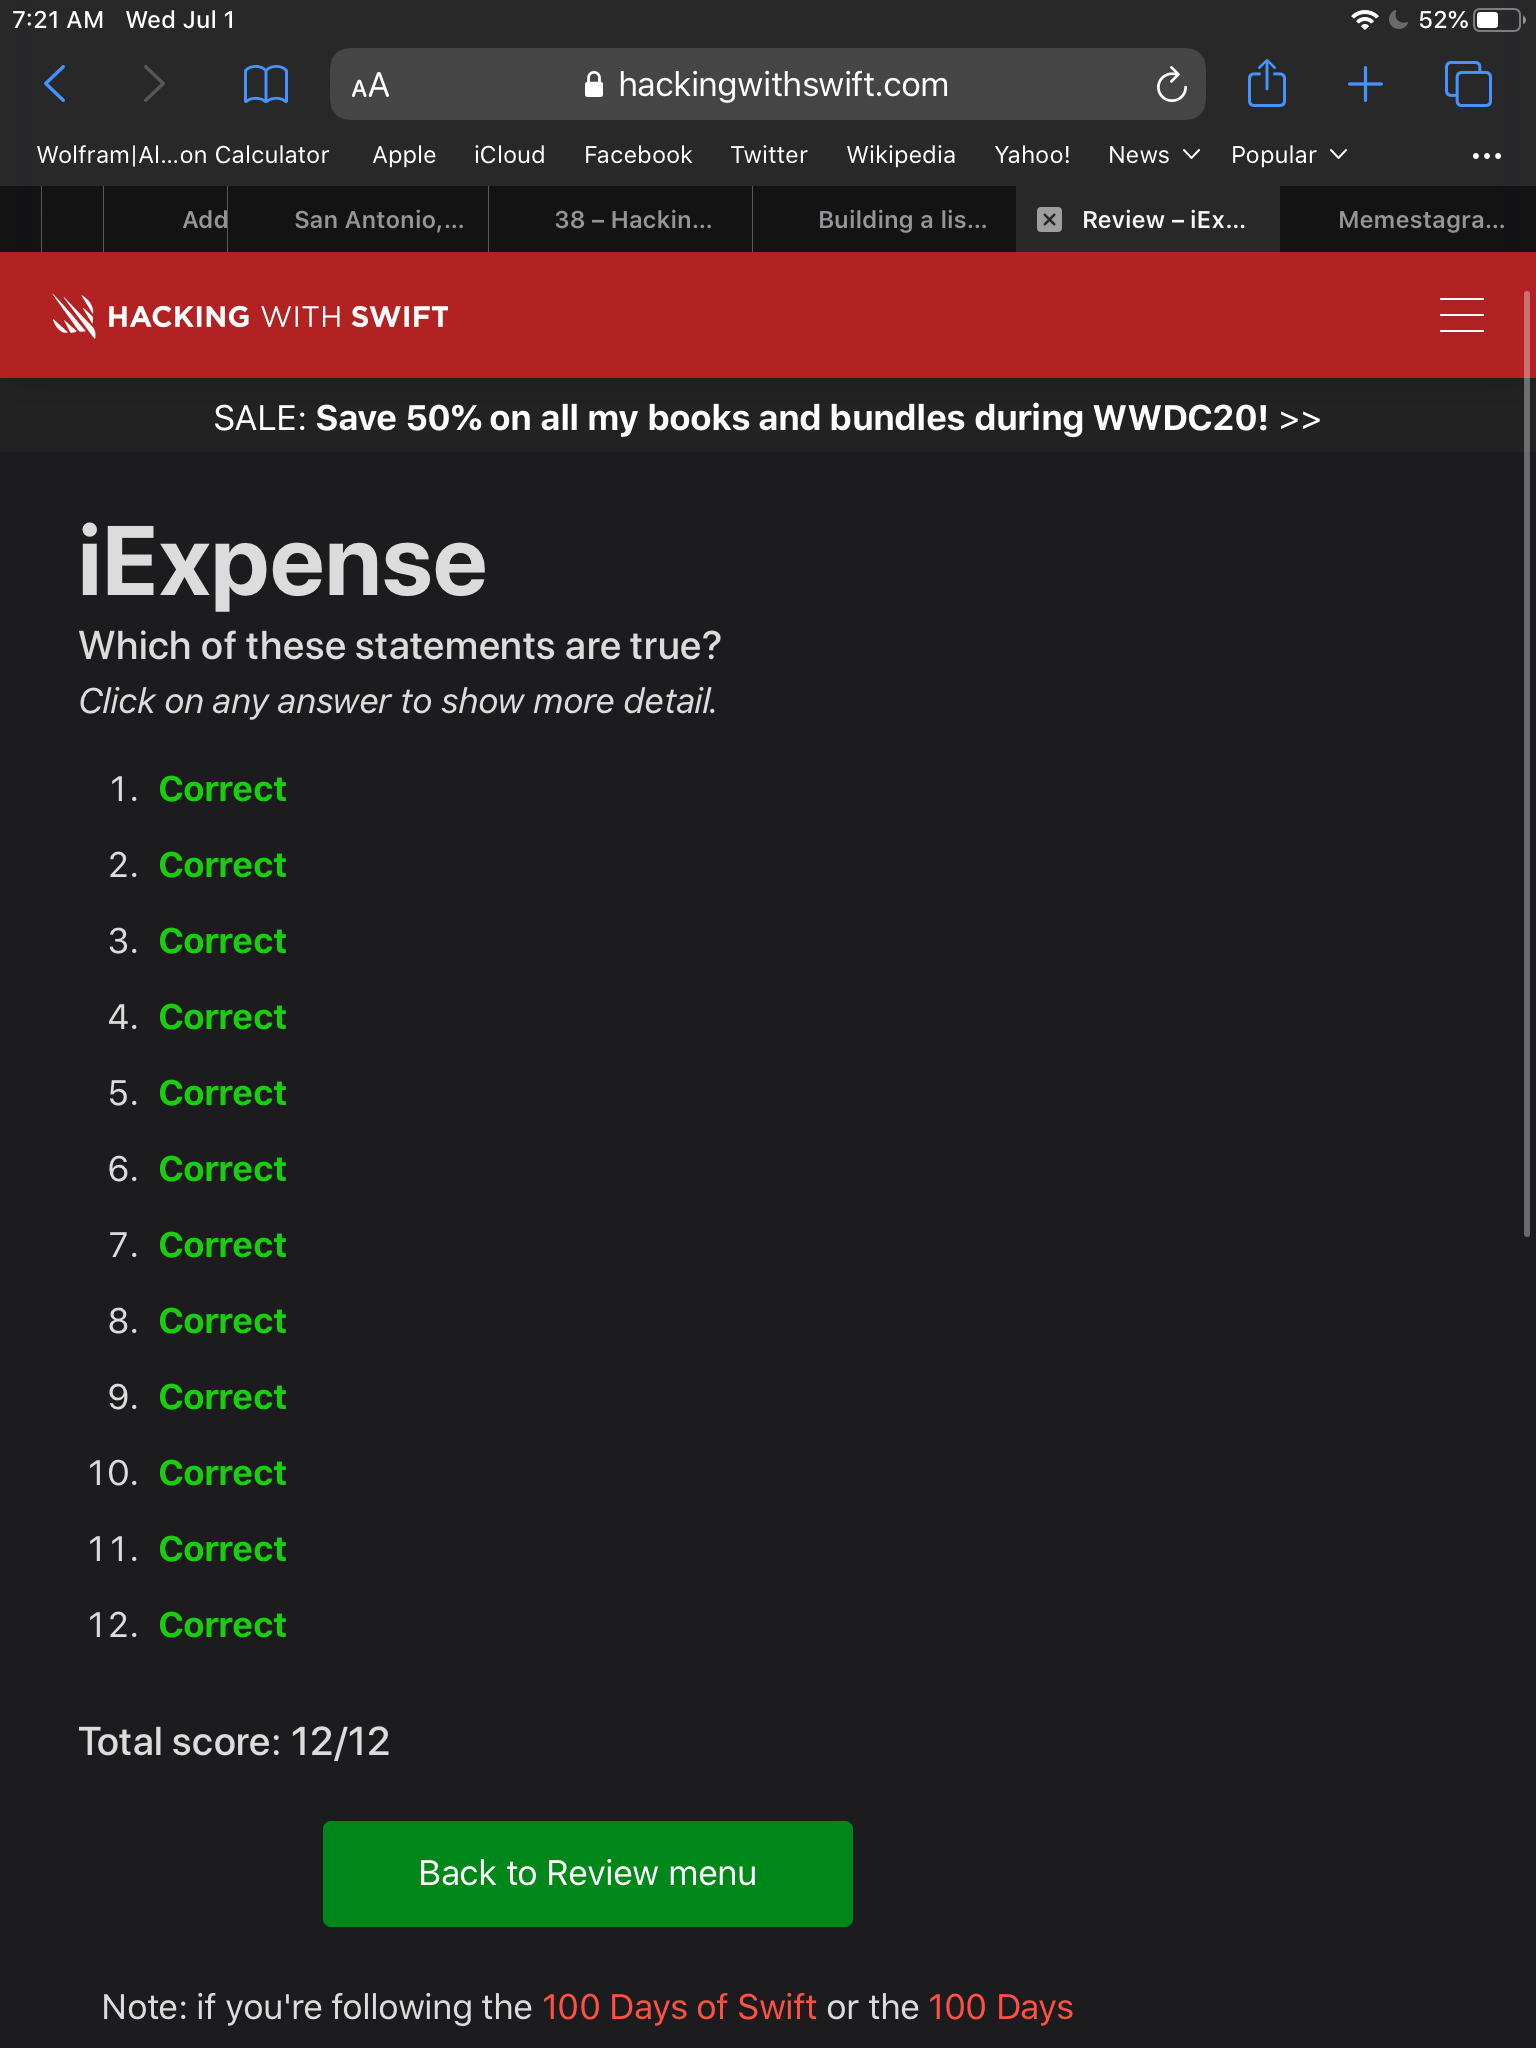 7:21 AM Wed Jul 1 52%
AA hackingwithswift.com
Wolfram|Al...on Calculator Apple iCloud Facebook Twitter Wikipedia Yahoo! News Popular
Add San Antonio,... 38 – Hackin... Building a lis... Review – iEx... Memestagra...
HACKING WITH SWIFT
SALE: Save 50% on all my books and bundles during WWDC20! >>
iExpense
Which of these statements are true?
Click on any answer to show more detail.
1. Correct
2. Correct
3. Correct
4. Correct
5. Correct
6. Correct
7. Correct
8. Correct
9. Correct
10. Correct
11. Correct
12. Correct
Total score: 12/12
Back to Review menu
Note: if you're following the 100 Days of Swift or the 100 Days